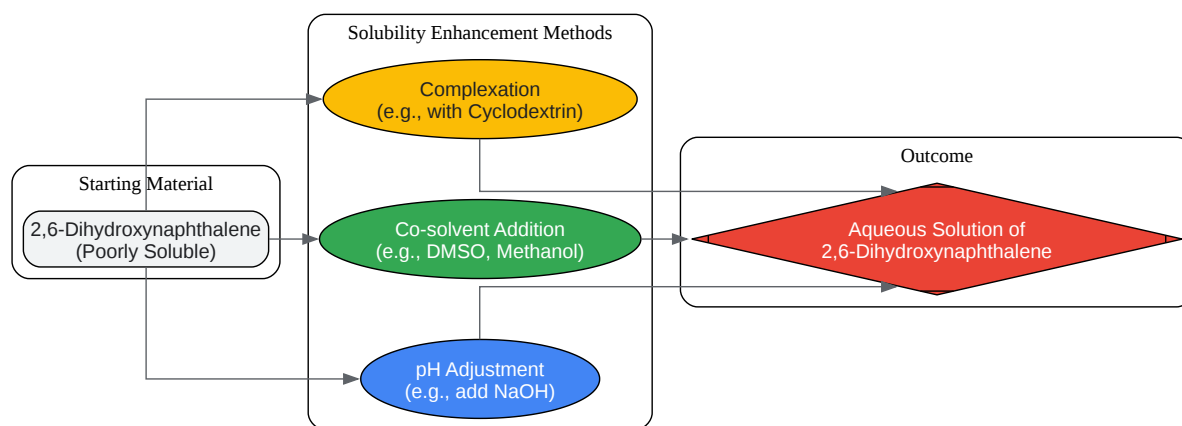 Starting Material
2,6-Dihydroxynaphthalene
(Poorly Soluble)
Solubility Enhancement Methods
Complexation
(e.g., with Cyclodextrin)
Co-solvent Addition
(e.g., DMSO, Methanol)
pH Adjustment
(e.g., add NaOH)
Outcome
Aqueous Solution of
2,6-Dihydroxynaphthalene